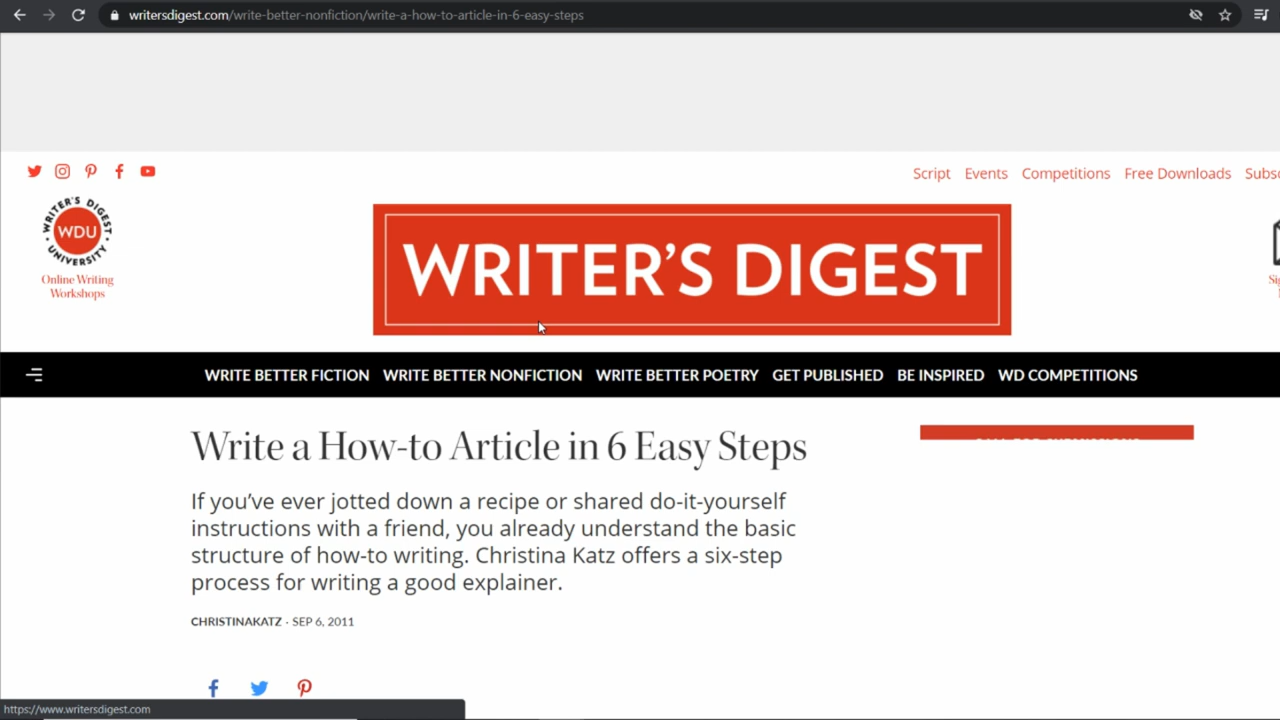 writersdigest.com/write-better-nonfiction/write-a-how-to-article-in-6-easy-steps
Script Events Competitions Free Downloads
WRITER'S DIGEST
WDU
UNIVERSITY
Online Writing
Workshops
WRITER’S DIGEST
WRITE BETTER FICTION WRITE BETTER NONFICTION WRITE BETTER POETRY GET PUBLISHED BE INSPIRED WD COMPETITIONS
Write a How-to Article in 6 Easy Steps
If you’ve ever jotted down a recipe or shared do-it-yourself
instructions with a friend, you already understand the basic
structure of how-to writing. Christina Katz offers a six-step
process for writing a good explainer.
CHRISTINAKATZ · SEP 6, 2011
https://www.writersdigest.com